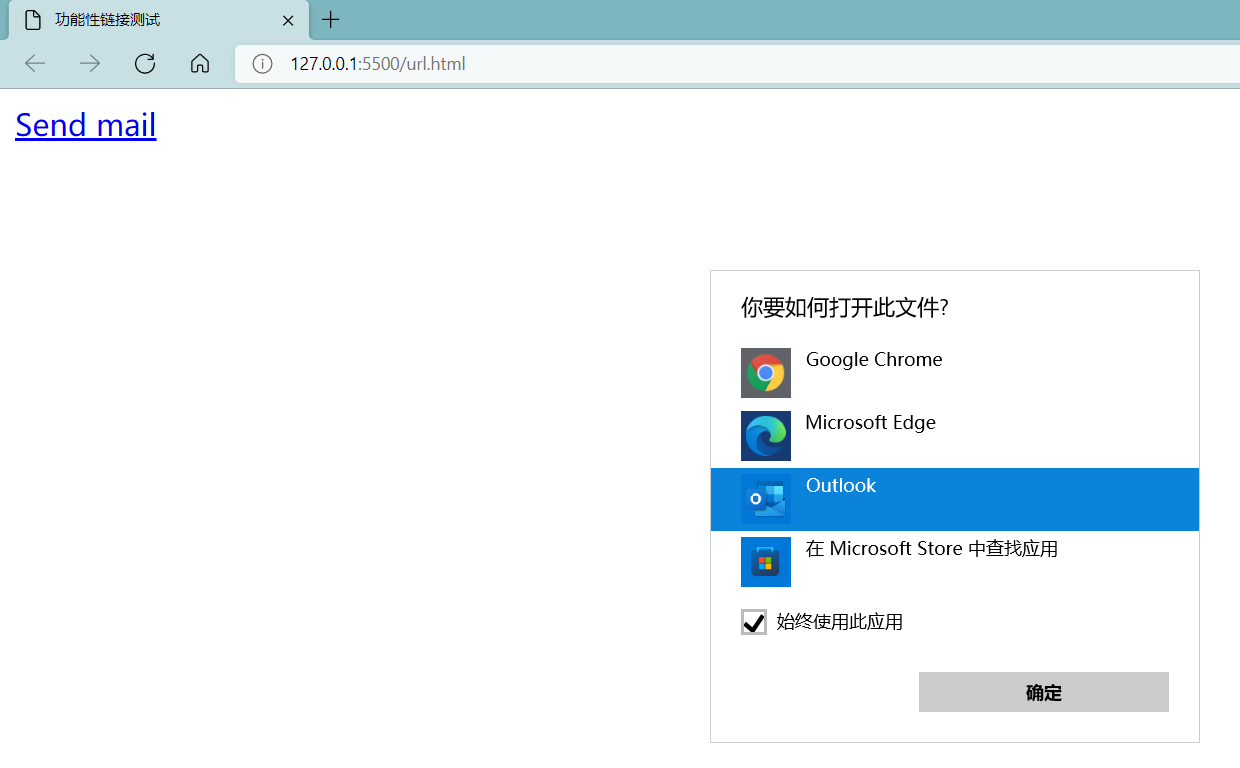 功能性链接测试
127.0.0.1:5500/url.html
Send mail
你要如何打开此文件?
Google Chrome
Microsoft Edge
Outlook
在 Microsoft Store 中查找应用
始终使用此应用
确定